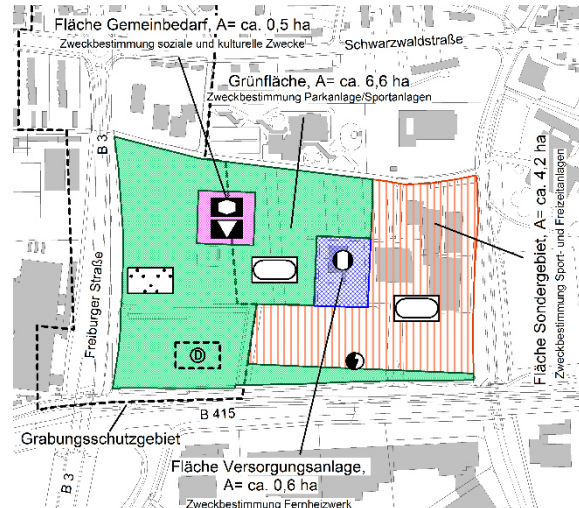 Fläche Gemeinbedarf, A= ca. 0,5 ha
Zweckbestimmung soziale und kulturelle Zwecke
Schwarzwaldstraße
Grünfläche, A= ca. 6,6 ha
Zweckbestimmung Parkanlage/Sportanlagen
B 3
Freiburger Straße
Fläche Sondergebiet, A= ca. 4,2 ha
Zweckbestimmung Sport- und Freizeitanlagen
D
B 415
Grabungsschutzgebiet
B 3
Fläche Versorgungsanlage,
A= ca. 0,6 ha
Zweckbestimmung Fernheizwerk